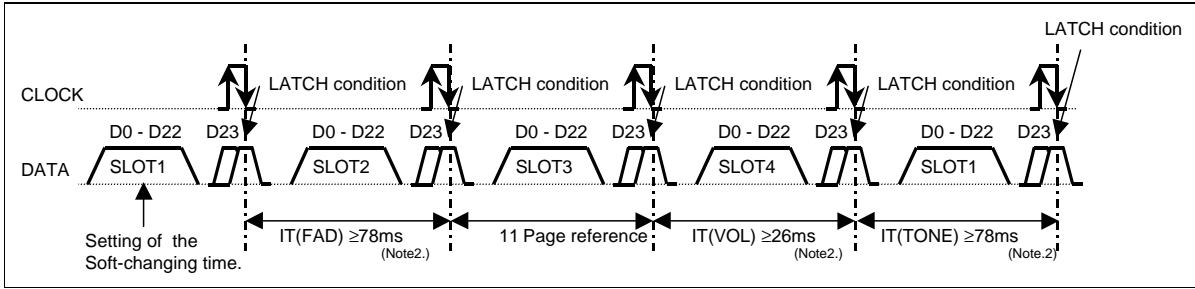 LATCH condition
LATCH condition LATCH condition LATCH condition LATCH condition
CLOCK
D0 - D22 D23 D0 - D22 D23 D0 - D22 D23 D0 - D22 D23 D0 - D22 D23
DATA SLOT1 SLOT2 SLOT3 SLOT4 SLOT1
Setting of the
Soft-changing time.
IT(FAD) ≥78ms 11 Page reference IT(VOL) ≥26ms IT(TONE) ≥78ms
(Note2.) (Note2.) (Note.2)